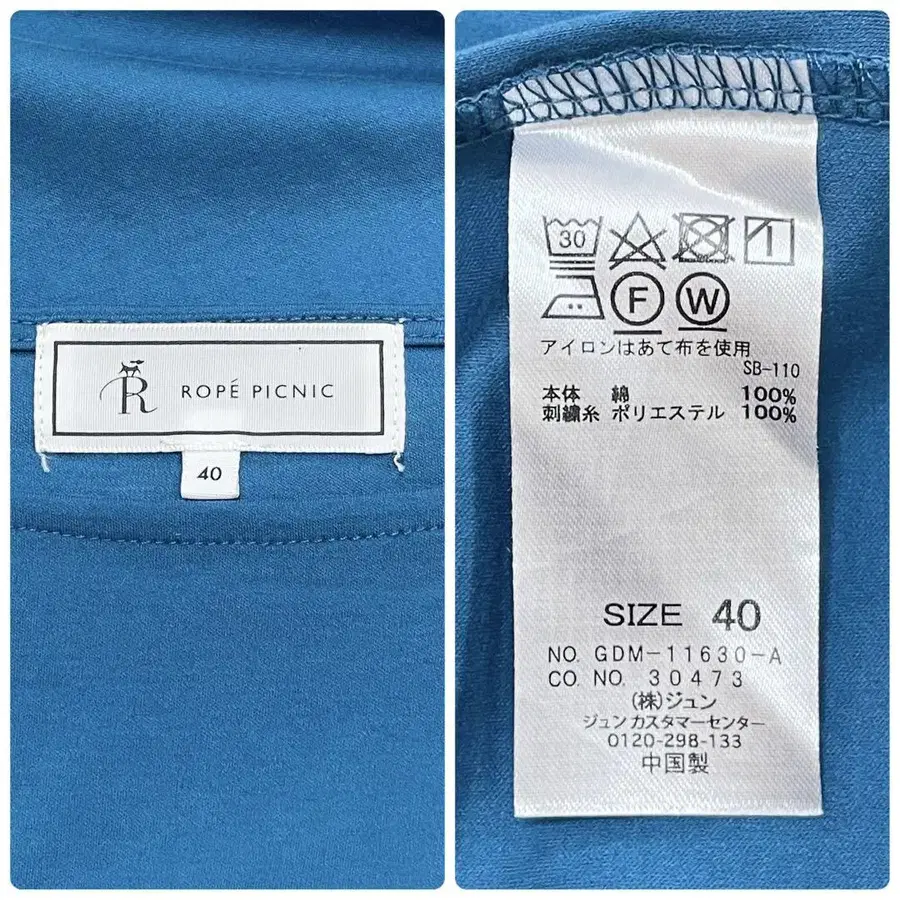 R ROPÉ PICNIC
40
30
F W
アイロンはあて布を使用
SB-110
本体 綿 100%
刺繍糸 ポリエステル 100%
SIZE 40
NO. GDM-11630-A
CO. NO. 30473
(株)ジュン
ジュンカスタマーセンター
0120-298-133
中国製